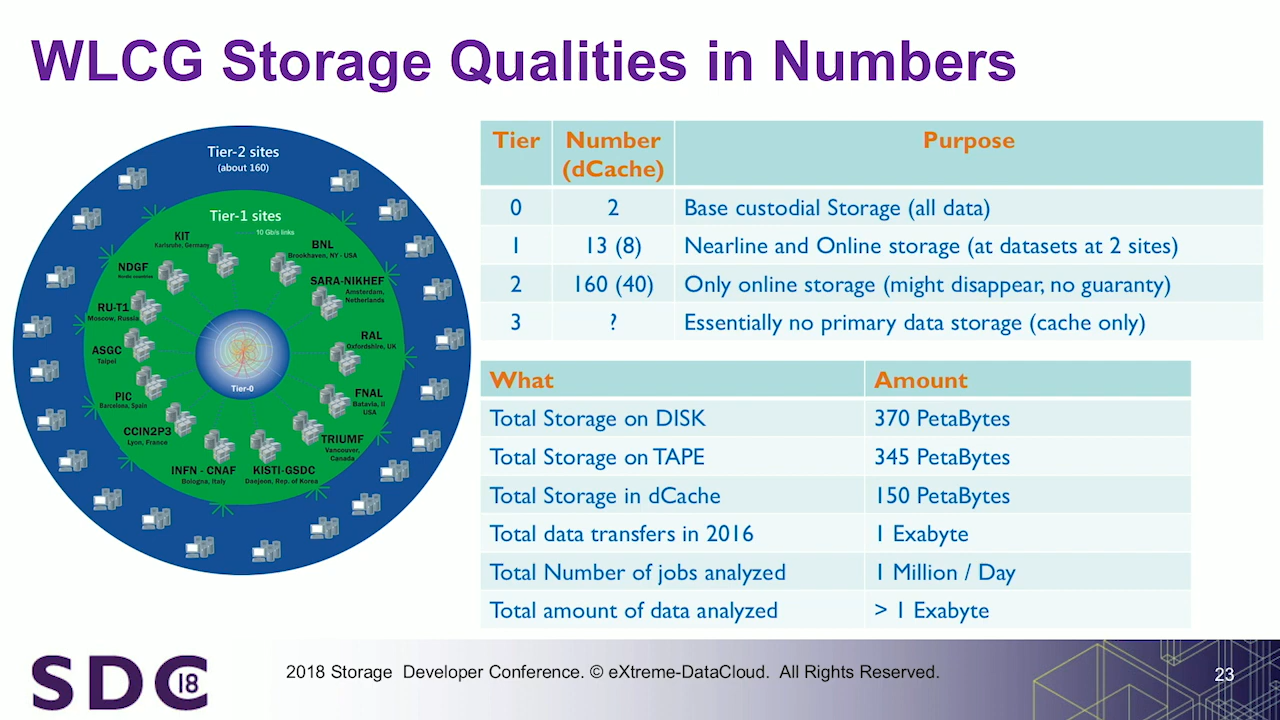 WLCG Storage Qualities in Numbers
Tier-2 sites
(about 160)
Tier-1 sites
10 Gb/s links
KIT
Karlsruhe, Germany
BNL
Brookhaven, NY - USA
NDGF
SARA-NIKHEF
Amsterdam,
Netherlands
RU-T1
Moscow, Russia
RAL
Oxfordshire, UK
ASGC
Taipei
Tier-0
PIC
Barcelona, Spain
FNAL
Batavia, Il
USA
CCIN2P3
Lyon, France
TRIUMF
Vancouver,
Canada
INFN - CNAF
Bologna, Italy
KISTI-GSDC
Daejeon, Rep. of Korea
Tier Number (dCache) Purpose
0 2 Base custodial Storage (all data)
1 13 (8) Nearline and Online storage (at datasets at 2 sites)
2 160 (40) Only online storage (might disappear, no guaranty)
3 ? Essentially no primary data storage (cache only)
What Amount
Total Storage on DISK 370 PetaBytes
Total Storage on TAPE 345 PetaBytes
Total Storage in dCache 150 PetaBytes
Total data transfers in 2016 1 Exabyte
Total Number of jobs analyzed 1 Million / Day
Total amount of data analyzed > 1 Exabyte
SDC 18
2018 Storage Developer Conference. © eXtreme-DataCloud. All Rights Reserved.
23